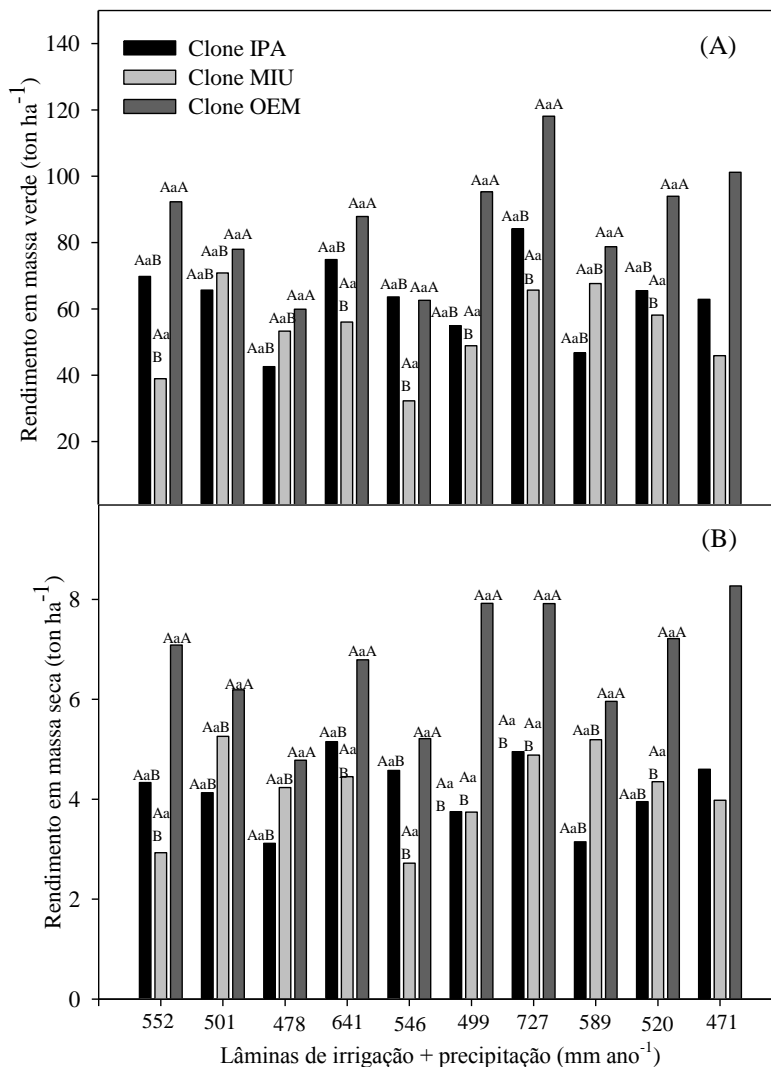 (A)
Clone IPA
Clone MIU
Clone OEM
Rendimento em massa verde (ton ha-1)
140
120
100
80
60
40
20
AaB
Aa
B
AaA
AaB
AaB
AaA
AaB
AaB
AaA
AaB
Aa
B
AaA
AaB
Aa
B
AaA
AaB
Aa
B
AaA
AaB
Aa
B
AaA
AaB
AaB
AaA
AaB
Aa
B
AaA
(B)
Rendimento em massa seca (ton ha-1)
8
6
4
2
0
AaB
Aa
B
AaA
AaB
AaB
AaA
AaB
AaB
AaA
AaB
Aa
B
AaA
AaB
Aa
B
AaA
Aa
B
Aa
B
AaA
Aa
B
AaB
AaA
AaB
AaB
AaA
AaB
Aa
B
AaA
552 501 478 641 546 499 727 589 520 471
Lâminas de irrigação + precipitação (mm ano-1)